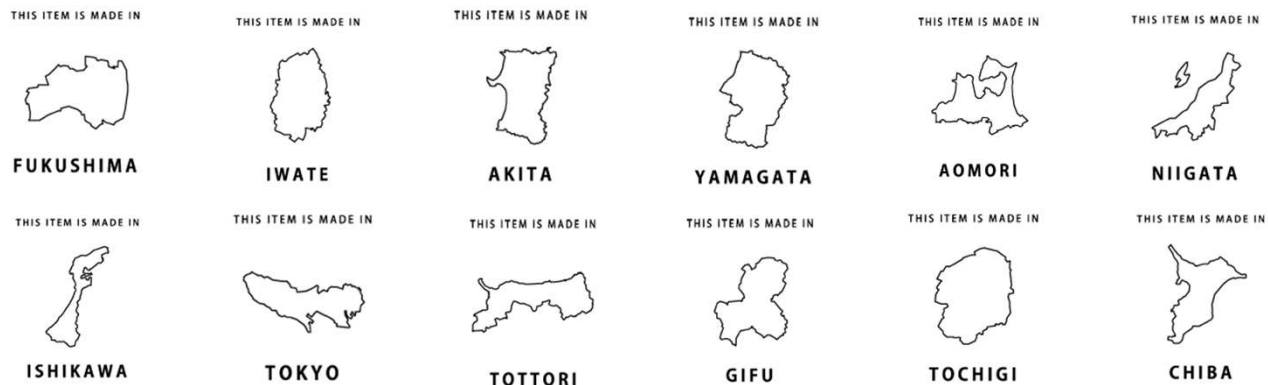 THIS ITEM IS MADE IN
FUKUSHIMA
THIS ITEM IS MADE IN
IWATE
THIS ITEM IS MADE IN
AKITA
THIS ITEM IS MADE IN
YAMAGATA
THIS ITEM IS MADE IN
AOMORI
THIS ITEM IS MADE IN
NIIGATA
THIS ITEM IS MADE IN
ISHIKAWA
THIS ITEM IS MADE IN
TOKYO
THIS ITEM IS MADE IN
TOTTORI
THIS ITEM IS MADE IN
GIFU
THIS ITEM IS MADE IN
TOCHIGI
THIS ITEM IS MADE IN
CHIBA